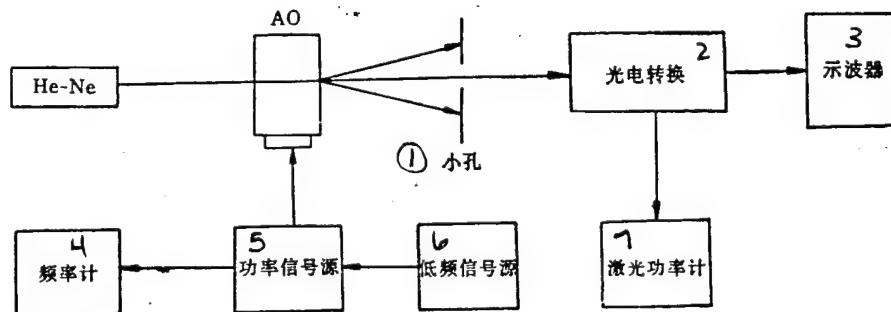 AO
He-Ne
2
光电转换
3
示波器
① 小孔
4
频率计
5
功率信号源
6
低频信号源
7
激光功率计